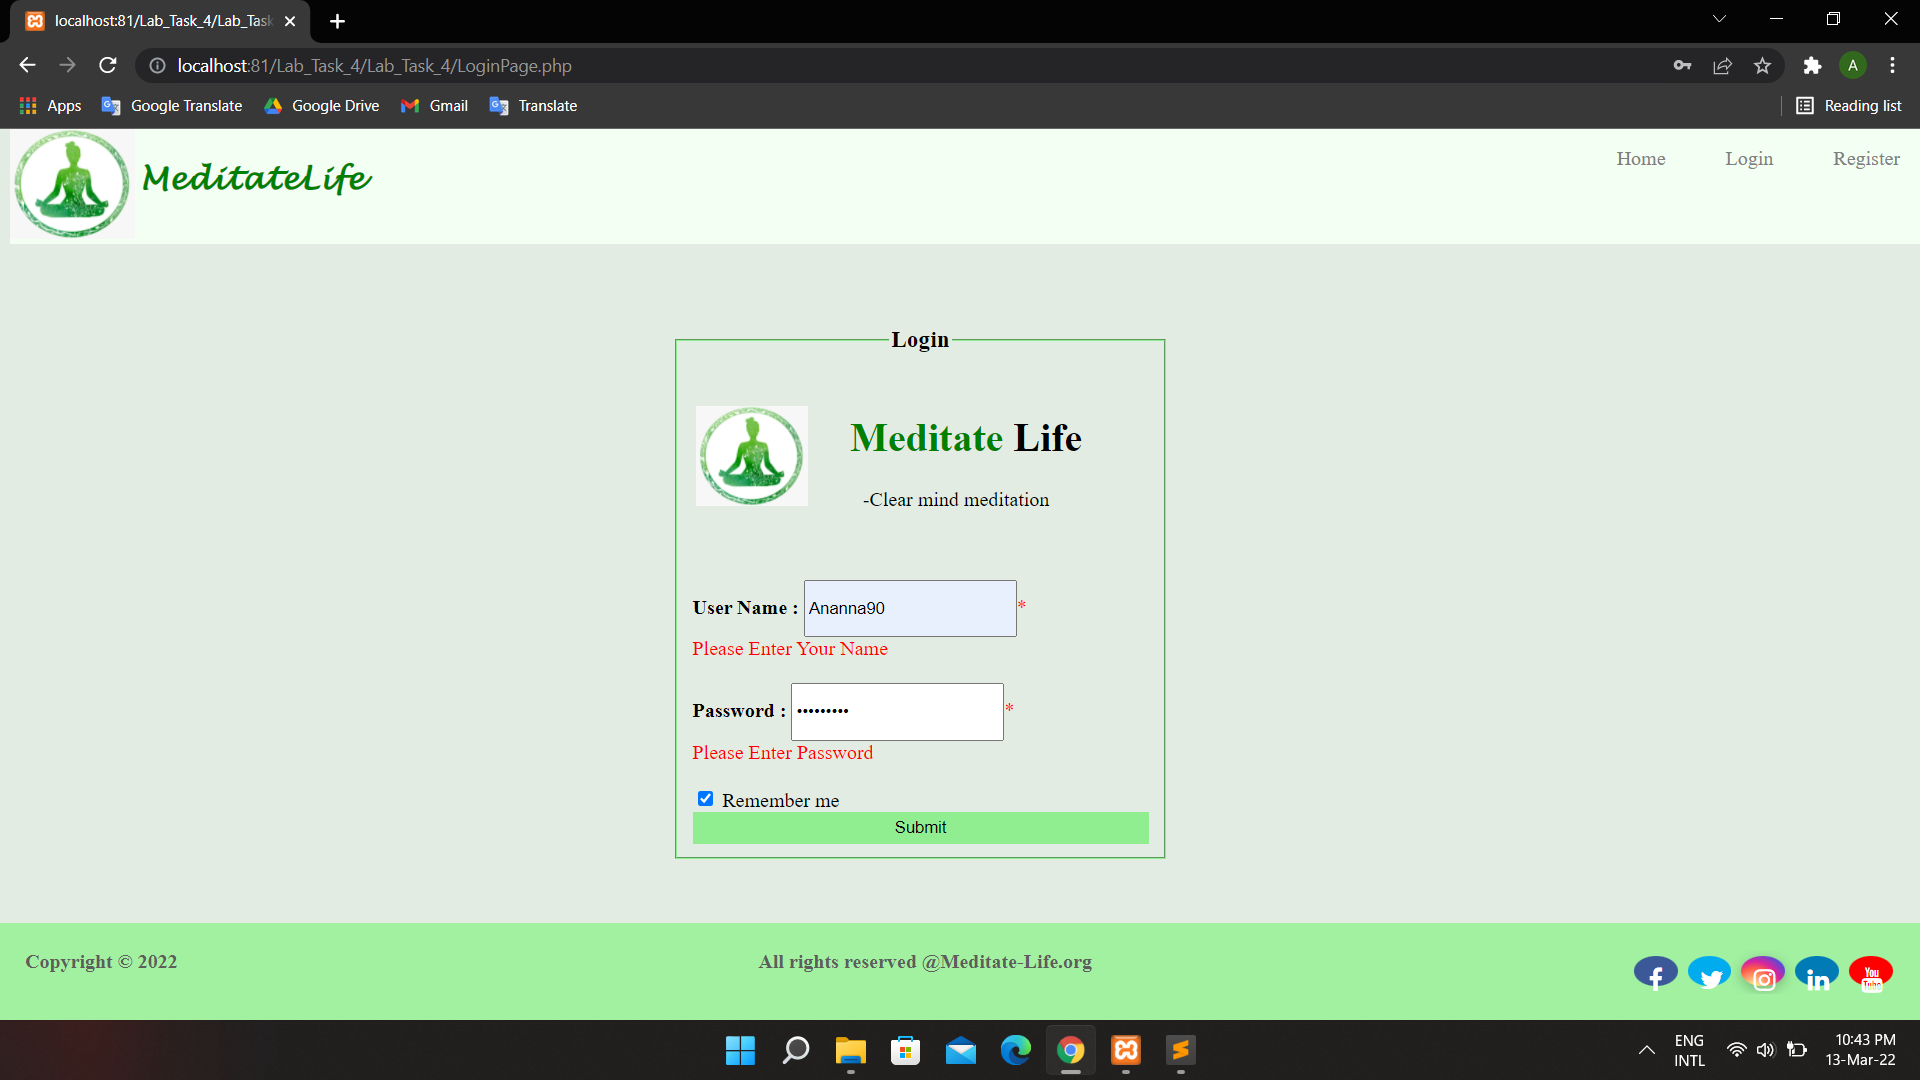 localhost:81/Lab_Task_4/Lab_Task
localhost:81/Lab_Task_4/Lab_Task_4/LoginPage.php
A
Apps
Google Translate
Google Drive
Gmail
Translate
Reading list
MeditateLife
Home
Login
Register
Login
Meditate Life
-Clear mind meditation
User Name : Ananna90 *
Please Enter Your Name
Password : ••••••••• *
Please Enter Password
Remember me
Submit
Copyright © 2022
All rights reserved @Meditate-Life.org
You
Tube
ENG
INTL
10:43 PM
13-Mar-22